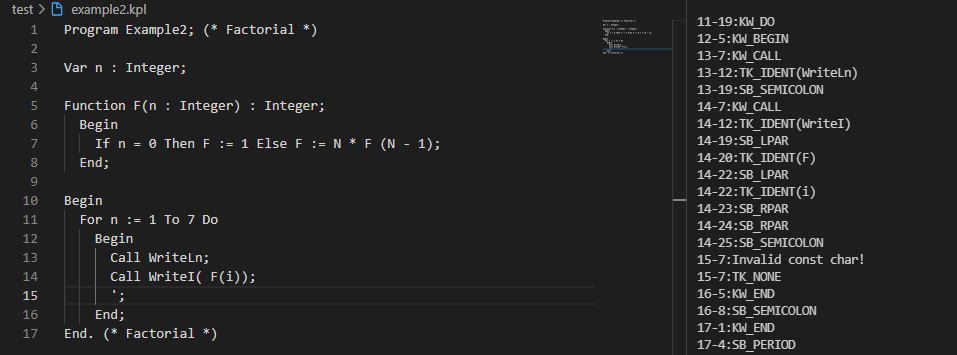 test > example2.kpl
1 Program Example2; (* Factorial *)
2
3 Var n : Integer;
4
5 Function F(n : Integer) : Integer;
6 Begin
7 If n = 0 Then F := 1 Else F := N * F (N - 1);
8 End;
9
10 Begin
11 For n := 1 To 7 Do
12 Begin
13 Call WriteLn;
14 Call WriteI( F(i));
15 ';
16 End;
17 End. (* Factorial *)
11-19:KW_DO
12-5:KW_BEGIN
13-7:KW_CALL
13-12:TK_IDENT(WriteLn)
13-19:SB_SEMICOLON
14-7:KW_CALL
14-12:TK_IDENT(WriteI)
14-19:SB_LPAR
14-20:TK_IDENT(F)
14-22:SB_LPAR
14-22:TK_IDENT(i)
14-23:SB_RPAR
14-24:SB_RPAR
14-25:SB_SEMICOLON
15-7:Invalid const char!
15-7:TK_NONE
16-5:KW_END
16-8:SB_SEMICOLON
17-1:KW_END
17-4:SB_PERIOD